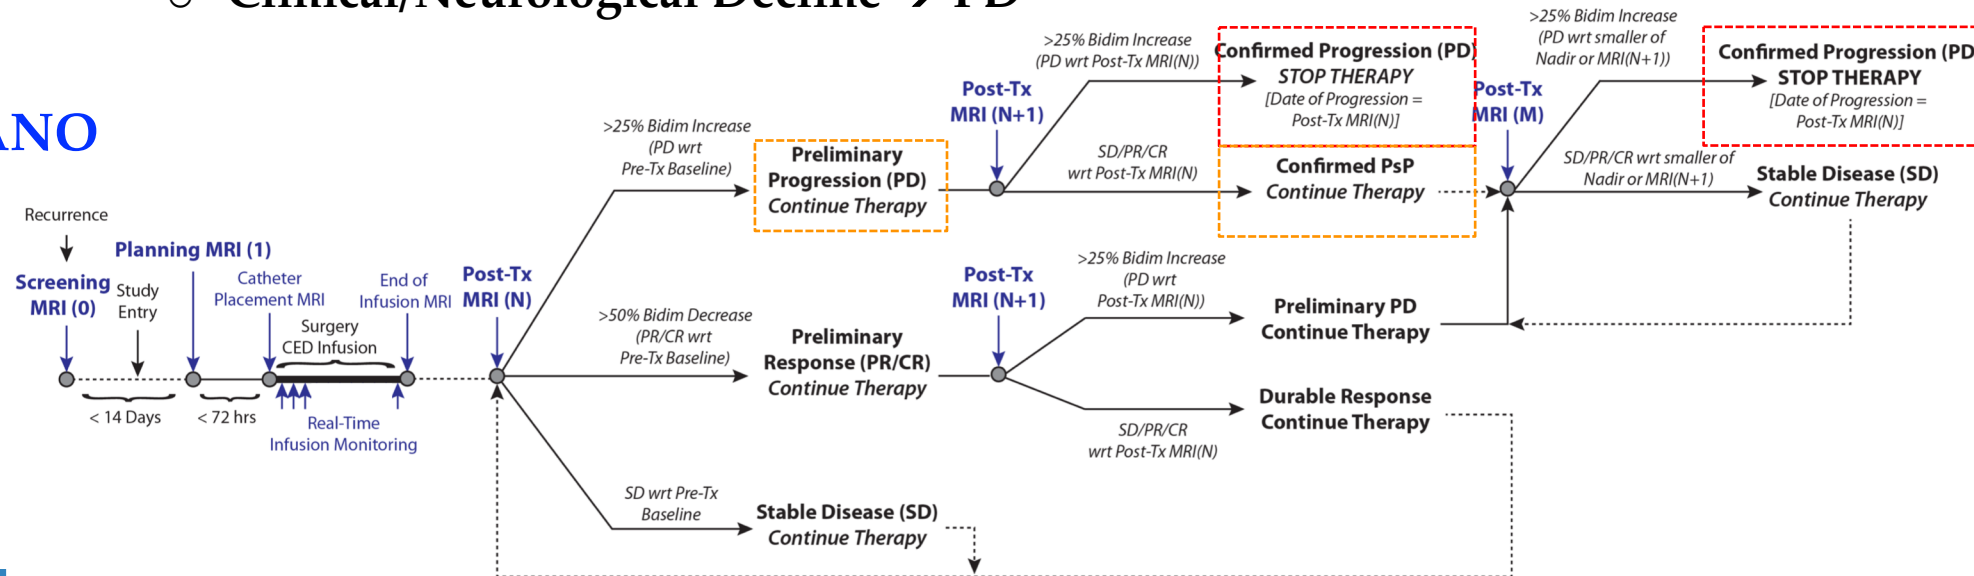 Clinical/Neurological Decline → PD
ANO
Recurrence
Screening
MRI (0)
Study
Entry
< 14 Days
Planning MRI (1)
< 72 hrs
Catheter
Placement MRI
Surgery
CED Infusion
Real-Time
Infusion Monitoring
End of
Infusion MRI
Post-Tx
MRI (N)
>25% Bidim Increase
(PD wrt
Pre-Tx Baseline)
Preliminary
Progression (PD)
Continue Therapy
>50% Bidim Decrease
(PR/CR wrt
Pre-Tx Baseline)
Preliminary
Response (PR/CR)
Continue Therapy
SD wrt Pre-Tx
Baseline
Stable Disease (SD)
Continue Therapy
Post-Tx
MRI (N+1)
>25% Bidim Increase
(PD wrt Post-Tx MRI(N))
Confirmed Progression (PD)
STOP THERAPY
[Date of Progression =
Post-Tx MRI(N)]
SD/PR/CR
wrt Post-Tx MRI(N)
Confirmed PsP
Continue Therapy
Post-Tx
MRI (N+1)
>25% Bidim Increase
(PD wrt
Post-Tx MRI(N))
Preliminary PD
Continue Therapy
SD/PR/CR
wrt Post-Tx MRI(N)
Durable Response
Continue Therapy
Post-Tx
MRI (M)
>25% Bidim Increase
(PD wrt smaller of
Nadir or MRI(N+1))
Confirmed Progression (PD
STOP THERAPY
[Date of Progression =
Post-Tx MRI(N)]
SD/PR/CR wrt smaller of
Nadir or MRI(N+1)
Stable Disease (SD)
Continue Therapy